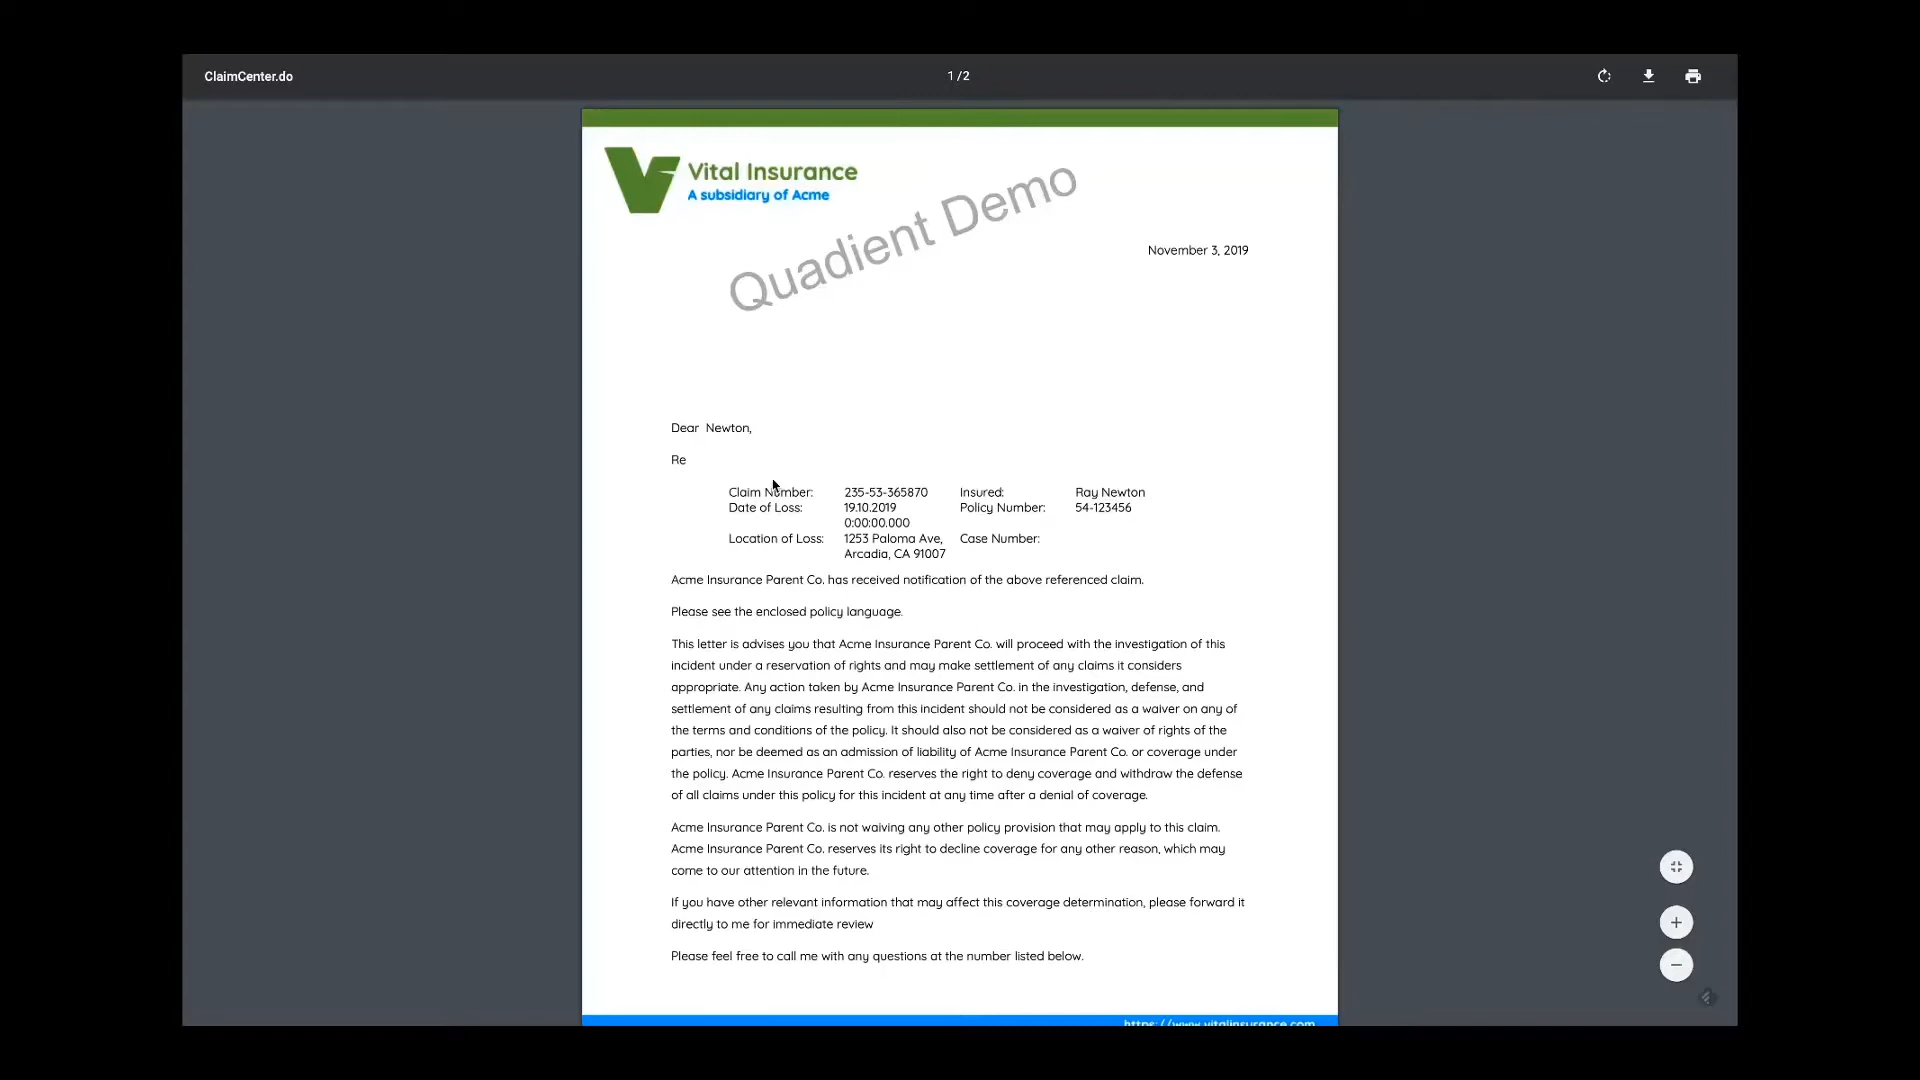 ClaimCenter.do
1 /2
Vital Insurance
A subsidiary of Acme
Quadient Demo
November 3, 2019
Dear  Newton,
Re
Claim Number: 235-53-365870 Insured: Ray Newton
Date of Loss: 19.10.2019 Policy Number: 54-123456
0:00:00.000
Location of Loss: 1253 Paloma Ave, Case Number:
Arcadia, CA 91007
Acme Insurance Parent Co. has received notification of the above referenced claim.
Please see the enclosed policy language.
This letter is advises you that Acme Insurance Parent Co. will proceed with the investigation of this
incident under a reservation of rights and may make settlement of any claims it considers
appropriate. Any action taken by Acme Insurance Parent Co. in the investigation, defense, and
settlement of any claims resulting from this incident should not be considered as a waiver on any of
the terms and conditions of the policy. It should also not be considered as a waiver of rights of the
parties, nor be deemed as an admission of liability of Acme Insurance Parent Co. or coverage under
the policy. Acme Insurance Parent Co. reserves the right to deny coverage and withdraw the defense
of all claims under this policy for this incident at any time after a denial of coverage.
Acme Insurance Parent Co. is not waiving any other policy provision that may apply to this claim.
Acme Insurance Parent Co. reserves its right to decline coverage for any other reason, which may
come to our attention in the future.
If you have other relevant information that may affect this coverage determination, please forward it
directly to me for immediate review
Please feel free to call me with any questions at the number listed below.
https://www.vitalinsurance.com